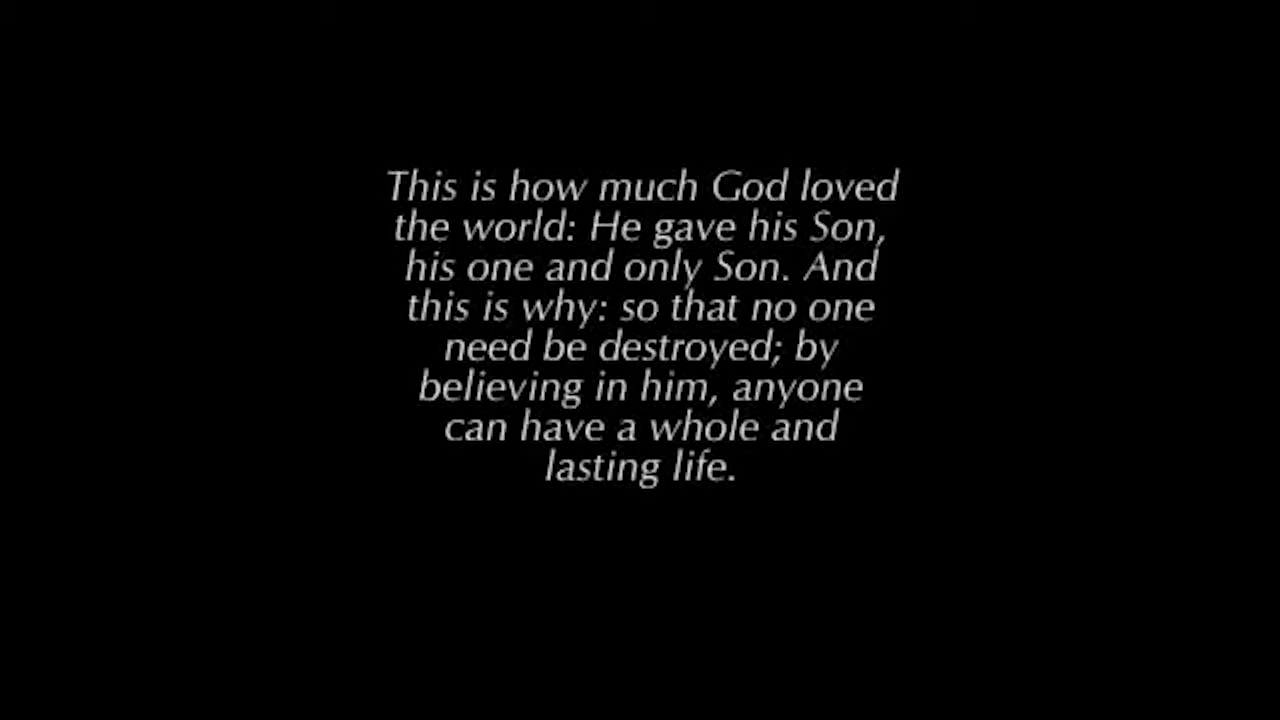 This is how much God loved
the world: He gave his Son,
his one and only Son. And
this is why: so that no one
need be destroyed; by
believing in him, anyone
can have a whole and
lasting life.